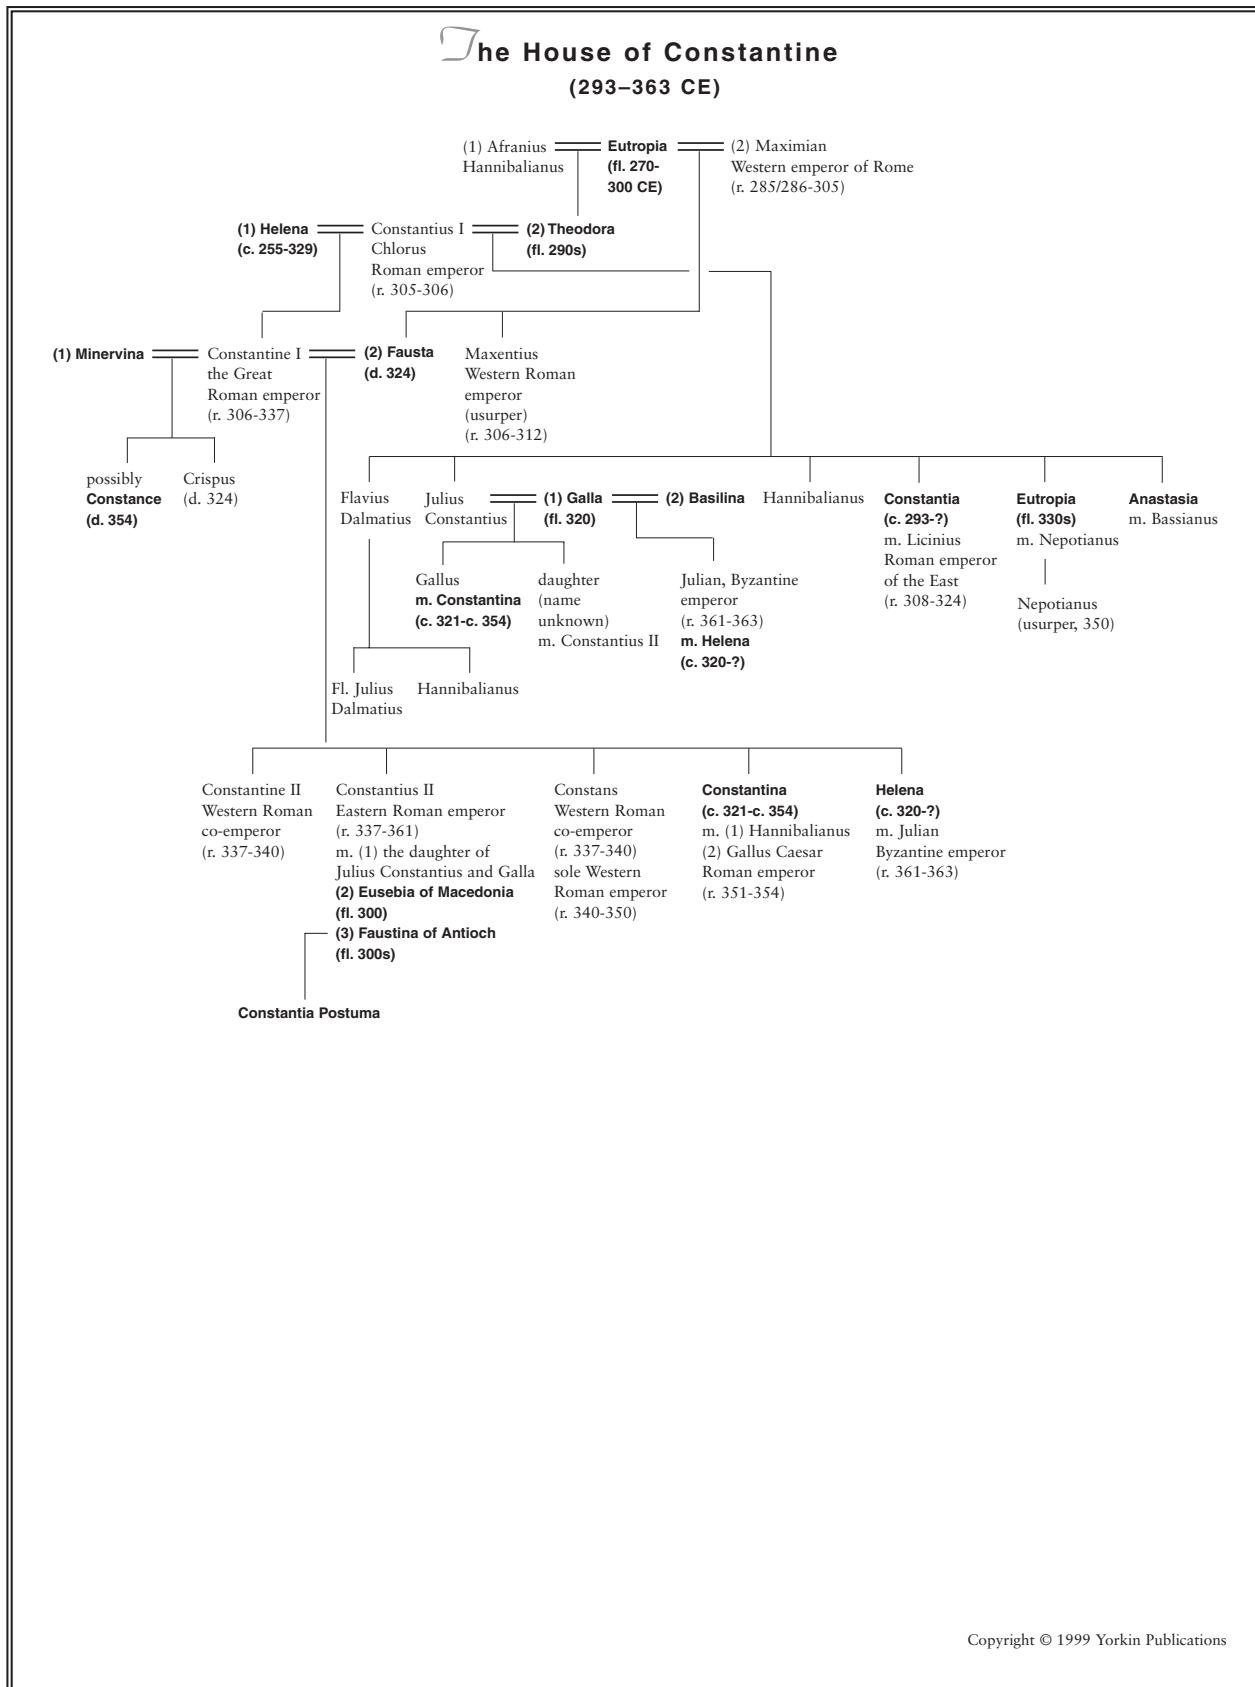 The House of Constantine
(293–363 CE)
(1) Afranius
Hannibalianus
Eutropia
(fl. 270-
300 CE)
(2) Maximian
Western emperor of Rome
(r. 285/286-305)
(1) Helena
(c. 255-329)
Constantius I
Chlorus
Roman emperor
(r. 305-306)
(2) Theodora
(fl. 290s)
(1) Minervina
Constantine I
the Great
Roman emperor
(r. 306-337)
(2) Fausta
(d. 324)
Maxentius
Western Roman
emperor
(usurper)
(r. 306-312)
possibly
Constance
(d. 354)
Crispus
(d. 324)
Flavius
Dalmatius
Julius
Constantius
(1) Galla
(fl. 320)
(2) Basilina
Hannibalianus
Constantia
(c. 293-?)
m. Licinius
Roman emperor
of the East
(r. 308-324)
Eutropia
(fl. 330s)
m. Nepotianus
Anastasia
m. Bassianus
Gallus
m. Constantina
(c. 321-c. 354)
daughter
(name
unknown)
m. Constantius II
Julian, Byzantine
emperor
(r. 361-363)
m. Helena
(c. 320-?)
Nepotianus
(usurper, 350)
Fl. Julius
Dalmatius
Hannibalianus
Constantine II
Western Roman
co-emperor
(r. 337-340)
Constantius II
Eastern Roman emperor
(r. 337-361)
m. (1) the daughter of
Julius Constantius and Galla
(2) Eusebia of Macedonia
(fl. 300)
(3) Faustina of Antioch
(fl. 300s)
Constans
Western Roman
co-emperor
(r. 337-340)
sole Western
Roman emperor
(r. 340-350)
Constantina
(c. 321-c. 354)
m. (1) Hannibalianus
(2) Gallus Caesar
Roman emperor
(r. 351-354)
Helena
(c. 320-?)
m. Julian
Byzantine emperor
(r. 361-363)
Constantia Postuma
Copyright © 1999 Yorkin Publications